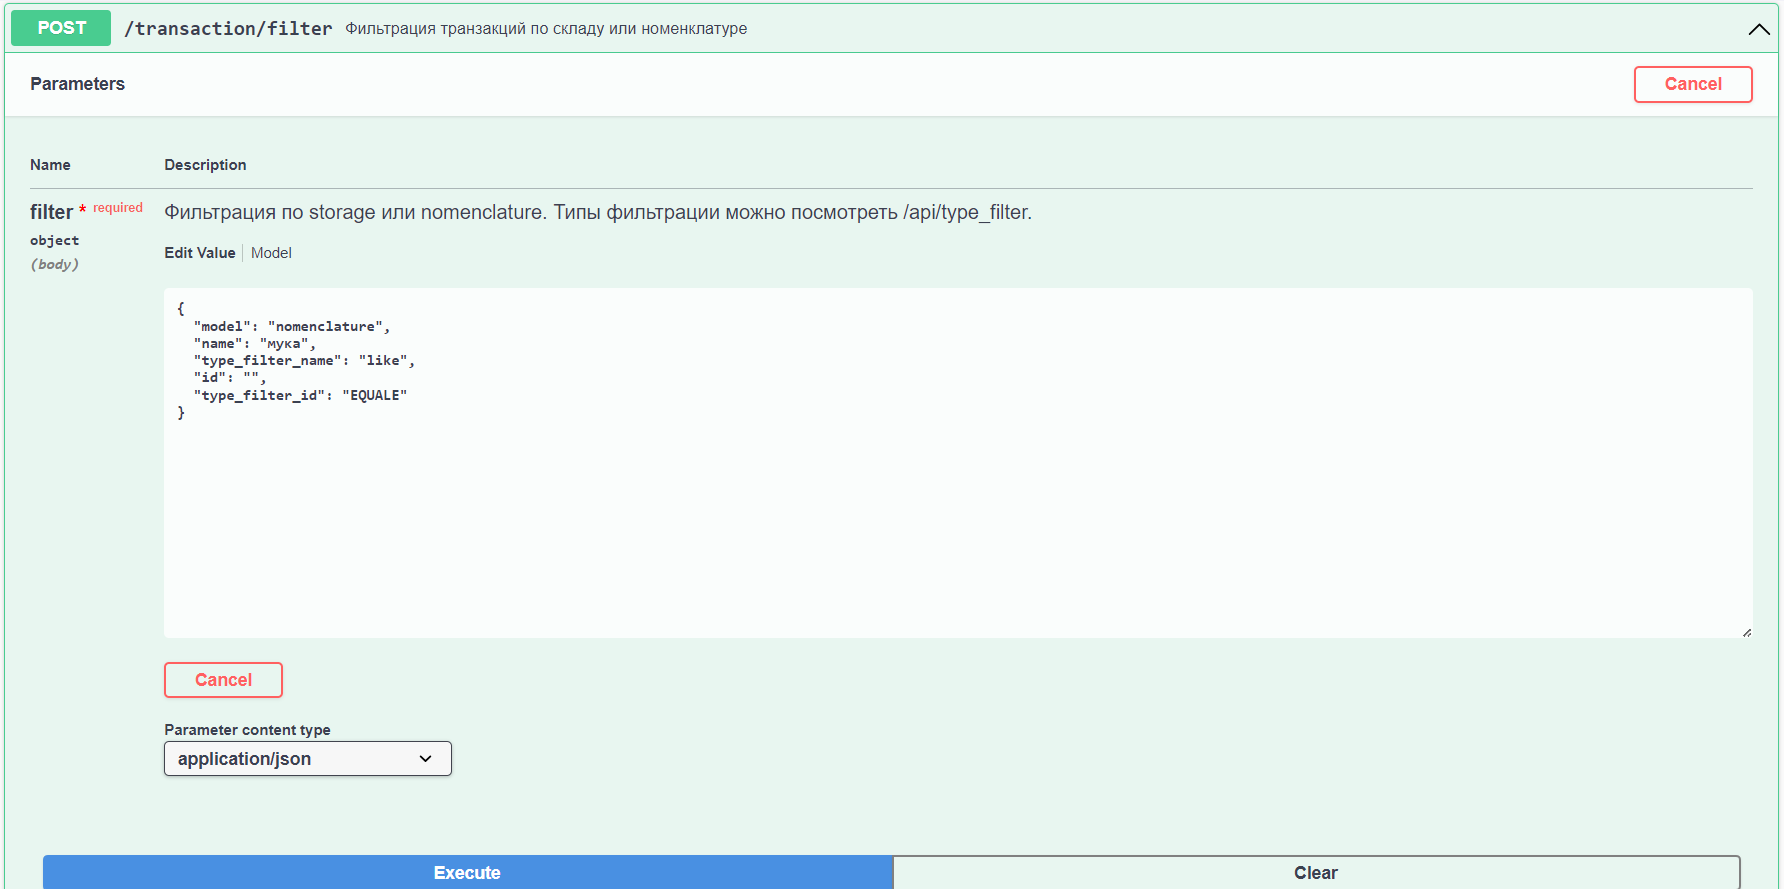 POST /transaction/filter Фильтрация транзакций по складу или номенклатуре
Parameters
Cancel
Name Description
filter * required
object
(body)
Фильтрация по storage или nomenclature. Типы фильтрации можно посмотреть /api/type_filter.
Edit Value Model
{
  "model": "nomenclature",
  "name": "мука",
  "type_filter_name": "like",
  "id": "",
  "type_filter_id": "EQUALE"
}
Cancel
Parameter content type
application/json
Execute Clear